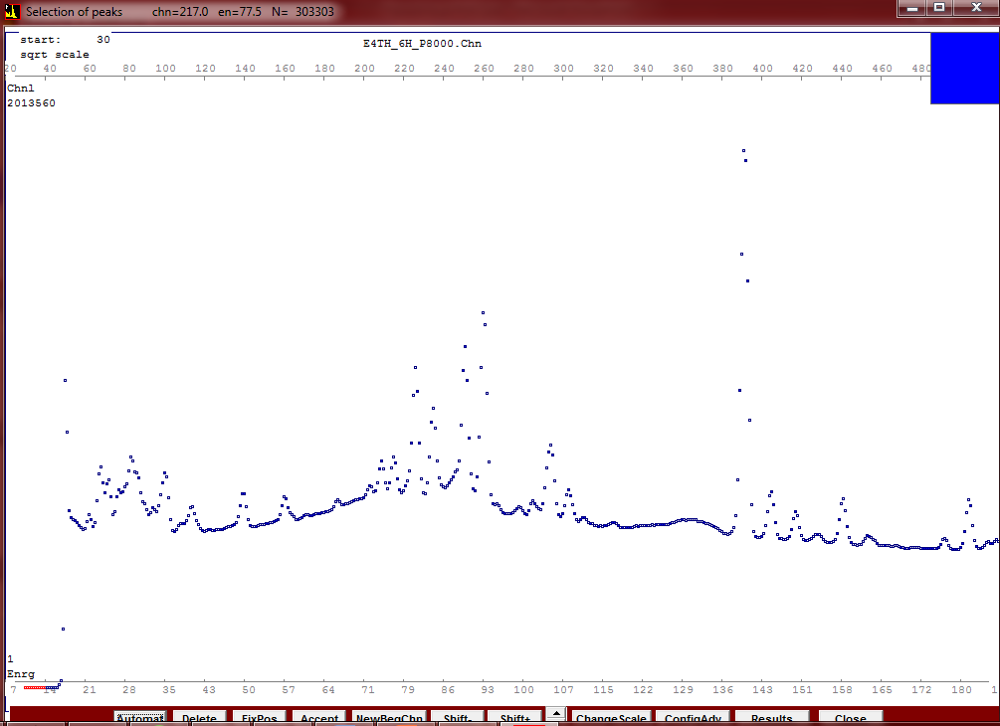 Selection of peaks chn=217.0 en=77.5 N= 303303
start: 30
sqrt scale
E4TH_6H_P8000.Chn
20 40 60 80 100 120 140 160 180 200 220 240 260 280 300 320 340 360 380 400 420 440 460 480
Chnl
2013560
1
Enrg
7 14 21 28 35 43 50 57 64 71 79 86 93 100 107 115 122 129 136 143 151 158 165 172 180 1
Automat Delete FixPos Accept NewBegChn Shift- Shift+ ChangeScale ConfigAdv Results Close